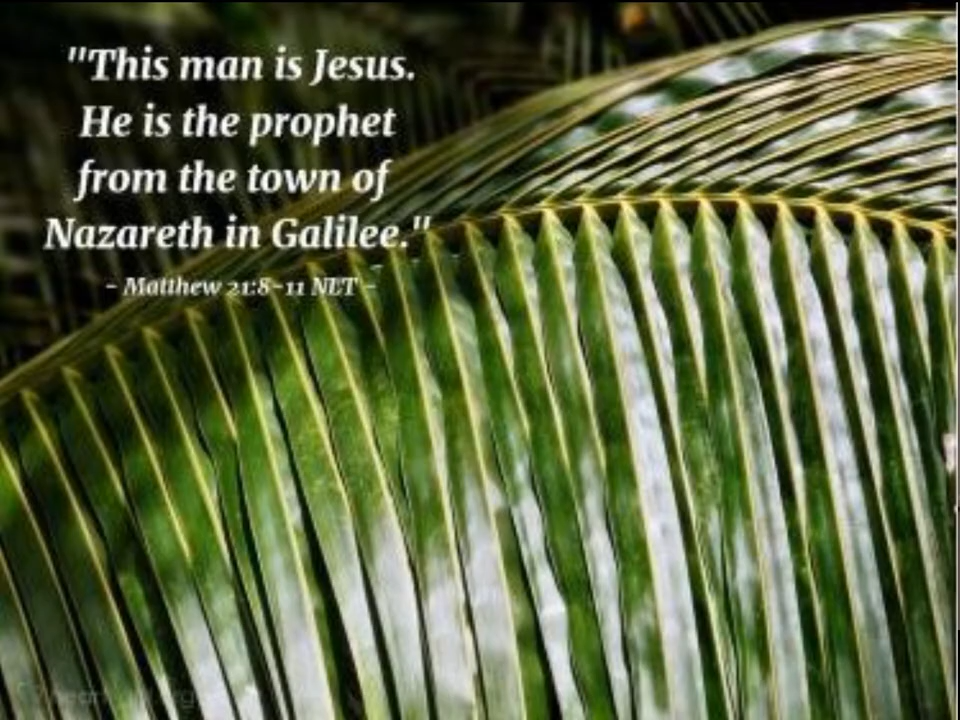 "This man is Jesus.
He is the prophet
from the town of
Nazareth in Galilee."
~ Matthew 21:8-11 NET ~